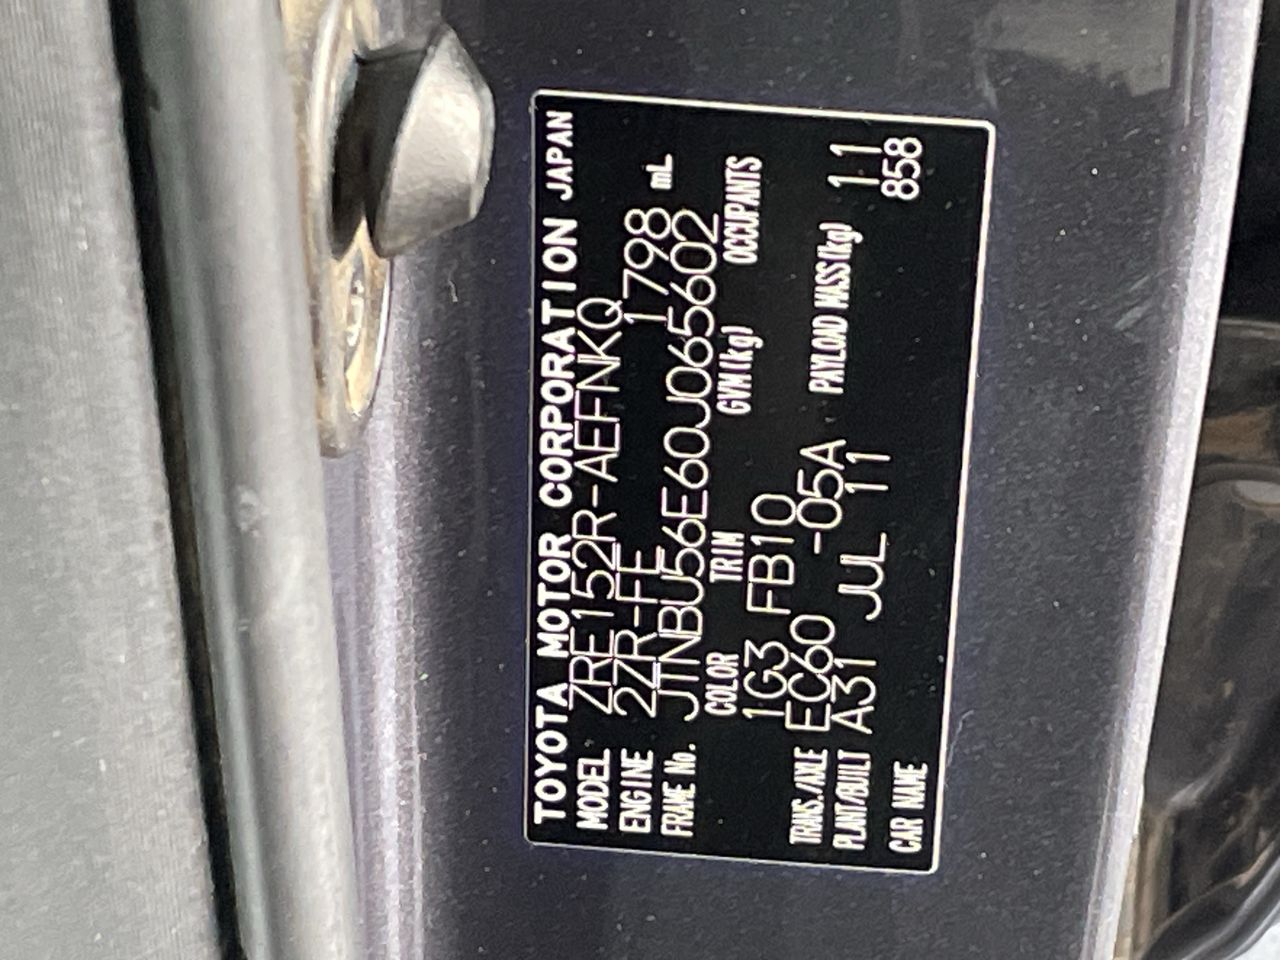 TOYOTA MOTOR CORPORATION JAPAN
MODEL ZRE152R-AEFNKQ
ENGINE 2ZR-FE 1798 mL
FRAME No. JTNBU56E60J065602
COLOR TRIM GVM(kg) OCCUPANTS
1G3 FB10
TRANS./AXLE EC60 -05A PAYLOAD MASS(kg)
PLANT/BUILT A31 JUL 11 11
CAR NAME 858